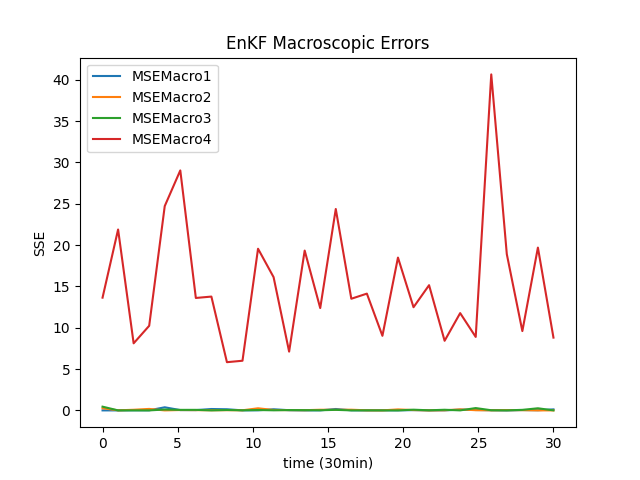 EnKF Macroscopic Errors
MSEMacro1
MSEMacro2
MSEMacro3
MSEMacro4
SSE
40
35
30
25
20
15
10
5
0
0 5 10 15 20 25 30
time (30min)